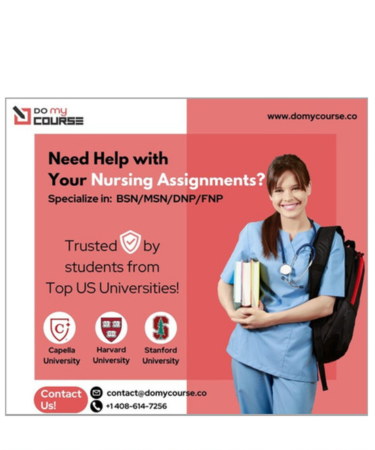 DO my
COURSE
www.domycourse.co
Need Help with
Your Nursing Assignments?
Specialize in: BSN/MSN/DNP/FNP
Trusted by
students from
Top US Universities!
C
Capella
University
Harvard
University
Stanford
University
Contact
Us!
contact@domycourse.co
+1 408-614-7256